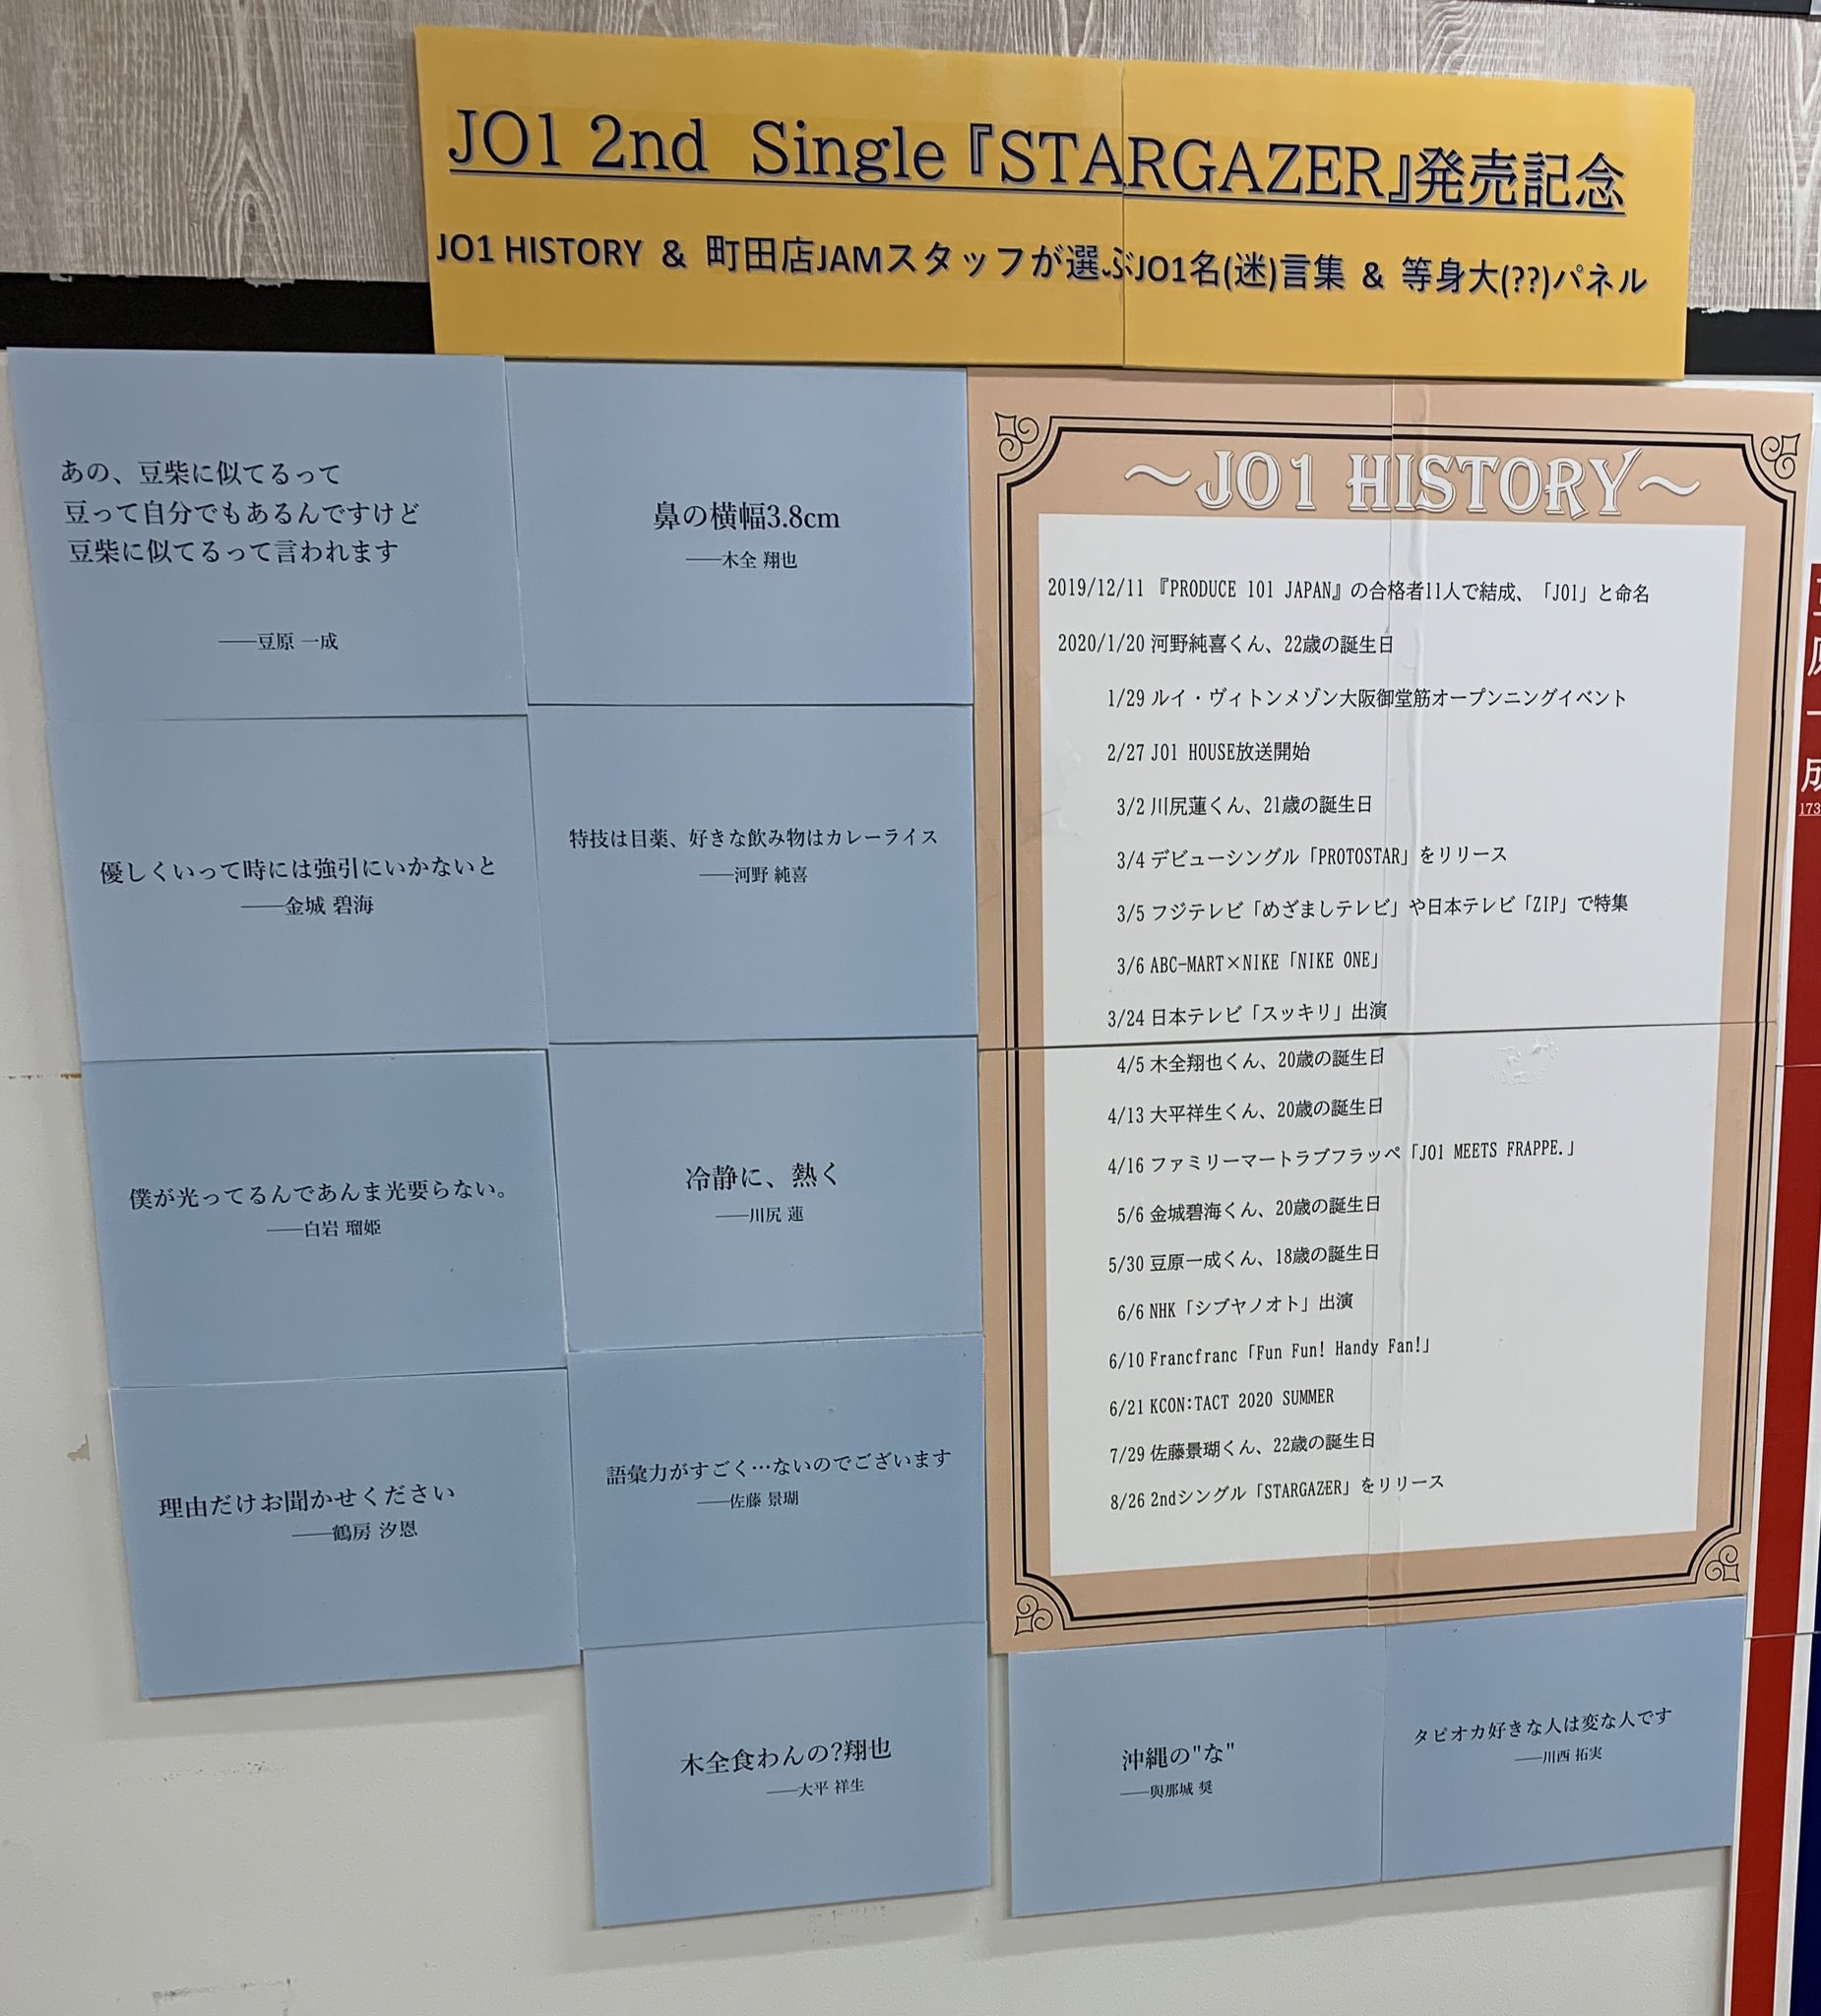 JO1 2nd Single『STARGAZER』発売記念
JO1 HISTORY & 町田店JAMスタッフが選ぶJO1名(迷)言集 & 等身大(??)パネル
あの、豆柴に似てるって
豆って自分でもあるんですけど
豆柴に似てるって言われます
——豆原 一成
鼻の横幅3.8cm
——木全 翔也
優しくいって時には強引にいかないと
——金城 碧海
特技は目薬、好きな飲み物はカレーライス
——河野 純喜
僕が光ってるんであんま光要らない。
——白岩 瑠姫
冷静に、熱く
——川尻 蓮
理由だけお聞かせください
——鶴房 汐恩
語彙力がすごく…ないのでございます
——佐藤 景瑚
木全食わんの?翔也
——大平 祥生
沖縄の"な"
——與那城 奨
タピオカ好きな人は変な人です
——川西 拓実
～JO1 HISTORY～
2019/12/11 『PRODUCE 101 JAPAN』の合格者11人で結成、「JO1」と命名
2020/1/20 河野純喜くん、22歳の誕生日
1/29 ルイ・ヴィトンメゾン大阪御堂筋オープンニングイベント
2/27 JO1 HOUSE放送開始
3/2 川尻蓮くん、21歳の誕生日
3/4 デビューシングル「PROTOSTAR」をリリース
3/5 フジテレビ「めざましテレビ」や日本テレビ「ZIP」で特集
3/6 ABC-MART×NIKE「NIKE ONE」
3/24 日本テレビ「スッキリ」出演
4/5 木全翔也くん、20歳の誕生日
4/13 大平祥生くん、20歳の誕生日
4/16 ファミリーマートラブフラッペ「JO1 MEETS FRAPPE.」
5/6 金城碧海くん、20歳の誕生日
5/30 豆原一成くん、18歳の誕生日
6/6 NHK「シブヤノオト」出演
6/10 Francfranc「Fun Fun! Handy Fan!」
6/21 KCON:TACT 2020 SUMMER
7/29 佐藤景瑚くん、22歳の誕生日
8/26 2ndシングル「STARGAZER」をリリース
173